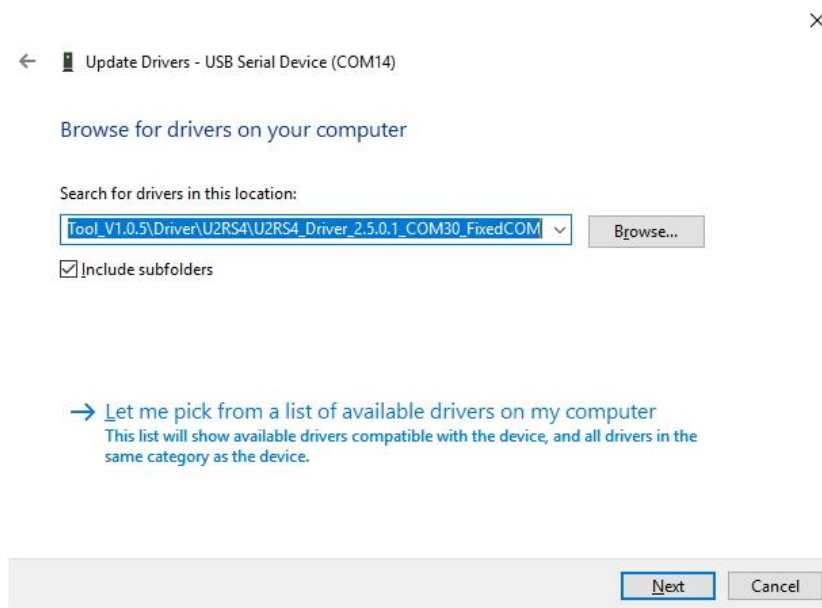 Update Drivers - USB Serial Device (COM14)
Browse for drivers on your computer
Search for drivers in this location:
Tool_V1.0.5\Driver\U2RS4\U2RS4_Driver_2.5.0.1_COM30_FixedCOM
Browse...
Include subfolders
Let me pick from a list of available drivers on my computer
This list will show available drivers compatible with the device, and all drivers in the
same category as the device.
Next
Cancel